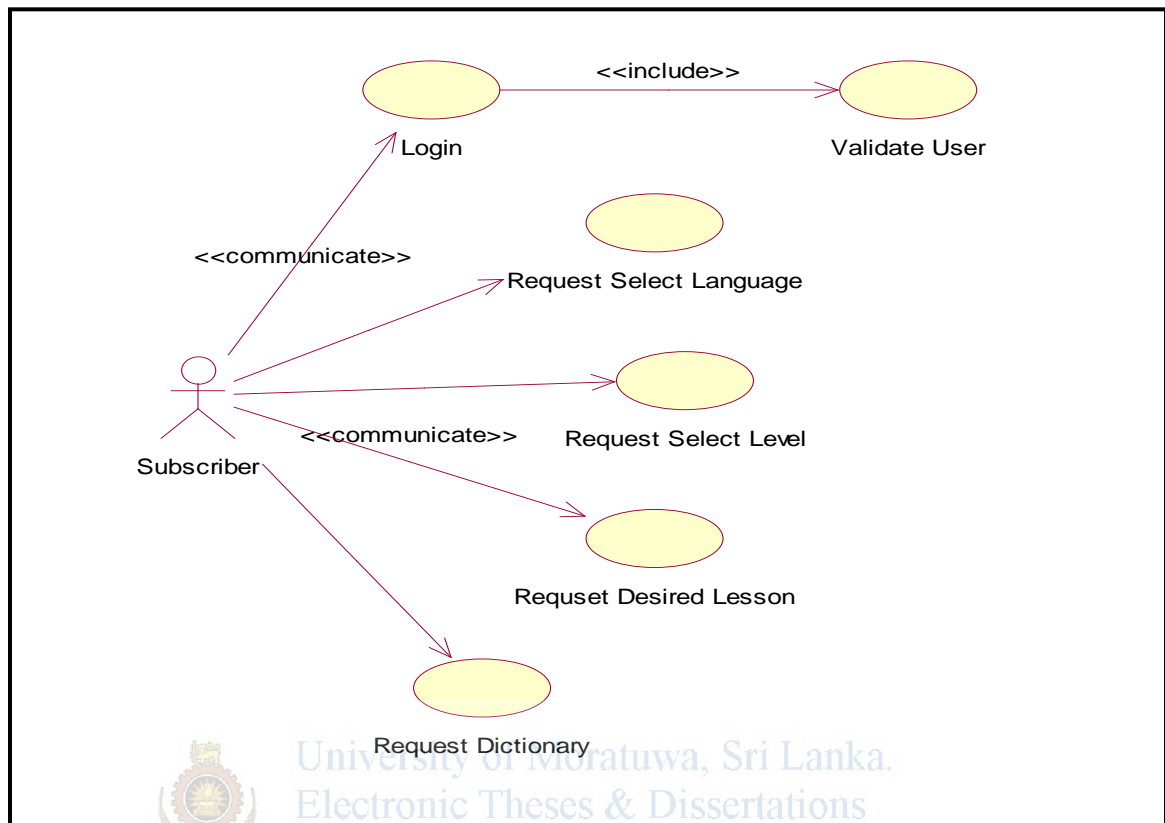 <<include>>
Login
Validate User
<<communicate>>
Request Select Language
<<communicate>>
Request Select Level
Subscriber
Requset Desired Lesson
Request Dictionary
University of Moratuwa, Sri Lanka.
Electronic Theses & Dissertations